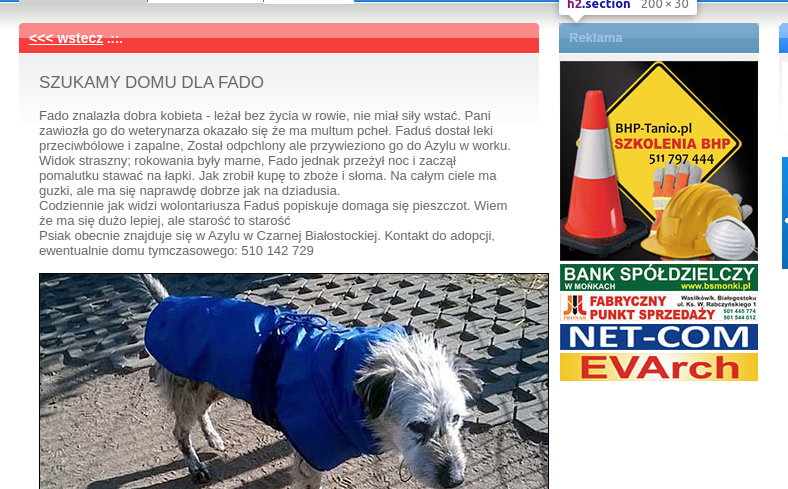 h2.section 200 × 30
<<< wstecz .::.
Reklama
SZUKAMY DOMU DLA FADO
Fado znalazła dobra kobieta - leżał bez życia w rowie, nie miał siły wstać. Pani
zawiozła go do weterynarza okazało się że ma multum pcheł. Faduś dostał leki
przeciwbólowe i zapalne, Został odpchlony ale przywieziono go do Azylu w worku.
Widok straszny; rokowania były marne, Fado jednak przeżył noc i zaczął
pomalutku stawać na łapki. Jak zrobił kupę to zboże i słoma. Na całym ciele ma
guzki, ale ma się naprawdę dobrze jak na dziadusia.
Codziennie jak widzi wolontariusza Faduś popiskuje domaga się pieszczot. Wiem
że ma się dużo lepiej, ale starość to starość
Psiak obecnie znajduje się w Azylu w Czarnej Białostockiej. Kontakt do adopcji,
ewentualnie domu tymczasowego: 510 142 729
BHP-Tanio.pl
SZKOLENIA BHP
511 797 444
BANK SPÓŁDZIELCZY
W MOŃKACH www.bsmonki.pl
PRONAR
FABRYCZNY
PUNKT SPRZEDAŻY
Wasilków/k. Białegostoku
ul. Ks. W. Rabczyńskiego 1
501 445 774
501 544 012
NET-COM
EVArch